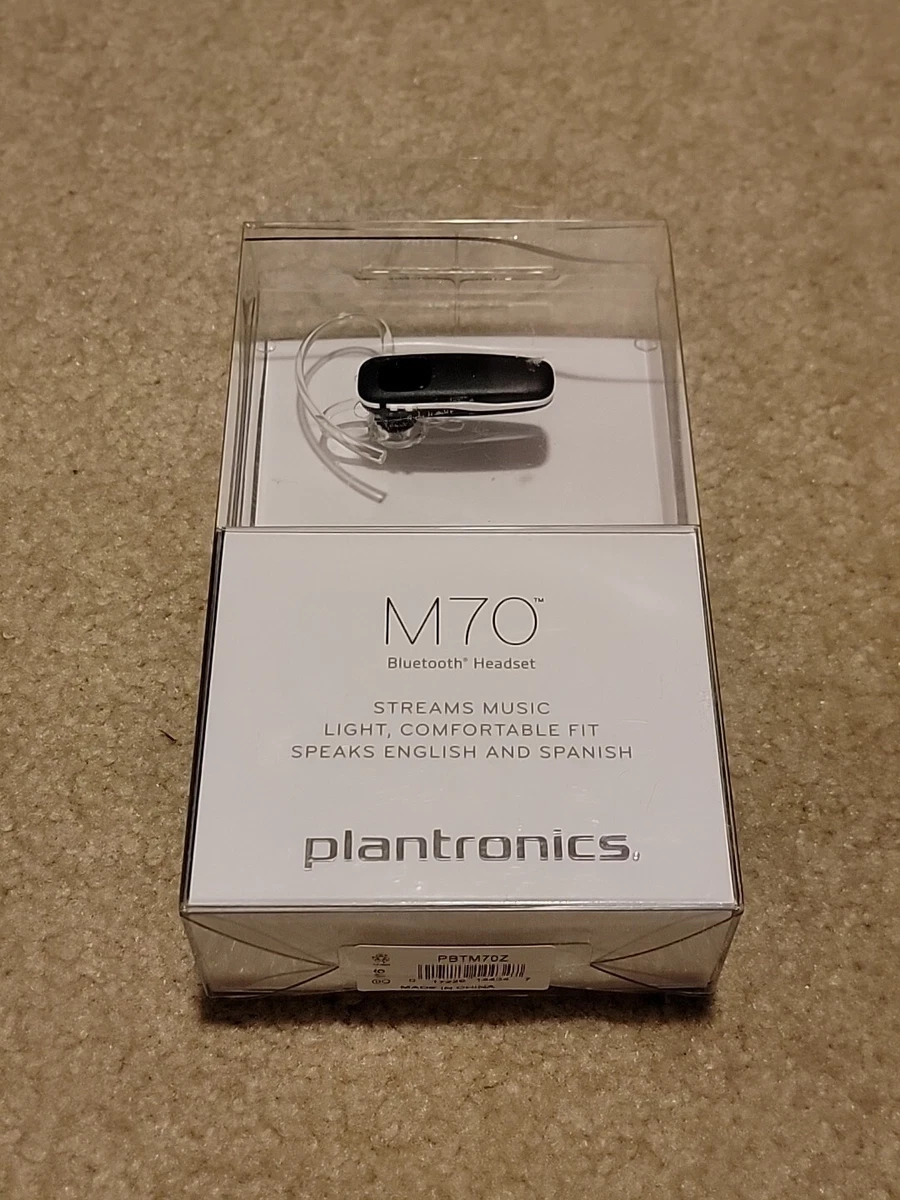 M70™
Bluetooth® Headset
STREAMS MUSIC
LIGHT, COMFORTABLE FIT
SPEAKS ENGLISH AND SPANISH
plantronics
PBTM70Z
MADE IN CHINA